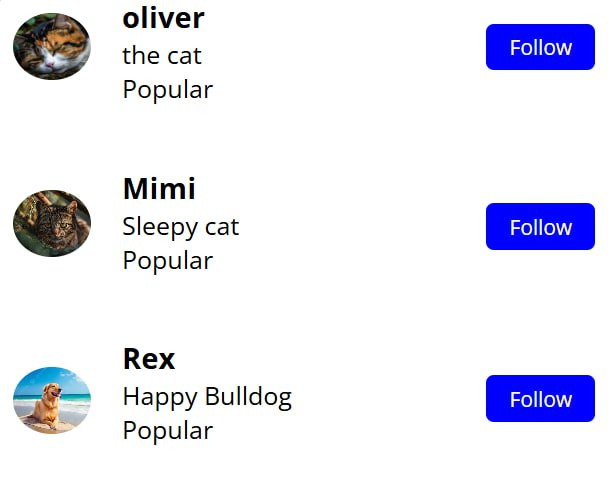 oliver
the cat
Popular
Follow
Mimi
Sleepy cat
Popular
Follow
Rex
Happy Bulldog
Popular
Follow